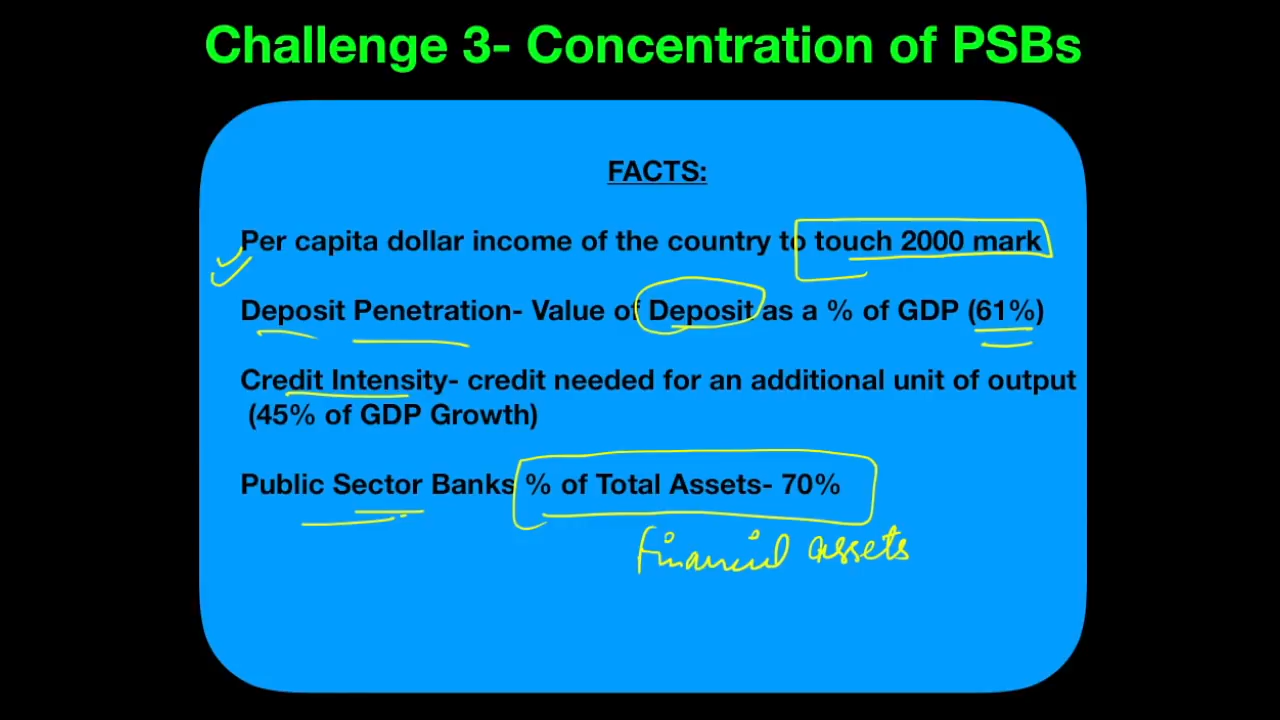 Challenge 3- Concentration of PSBs
FACTS:
Per capita dollar income of the country to touch 2000 mark
Deposit Penetration- Value of Deposit as a % of GDP (61%)
Credit Intensity- credit needed for an additional unit of output
(45% of GDP Growth)
Public Sector Banks % of Total Assets- 70%
financial assets